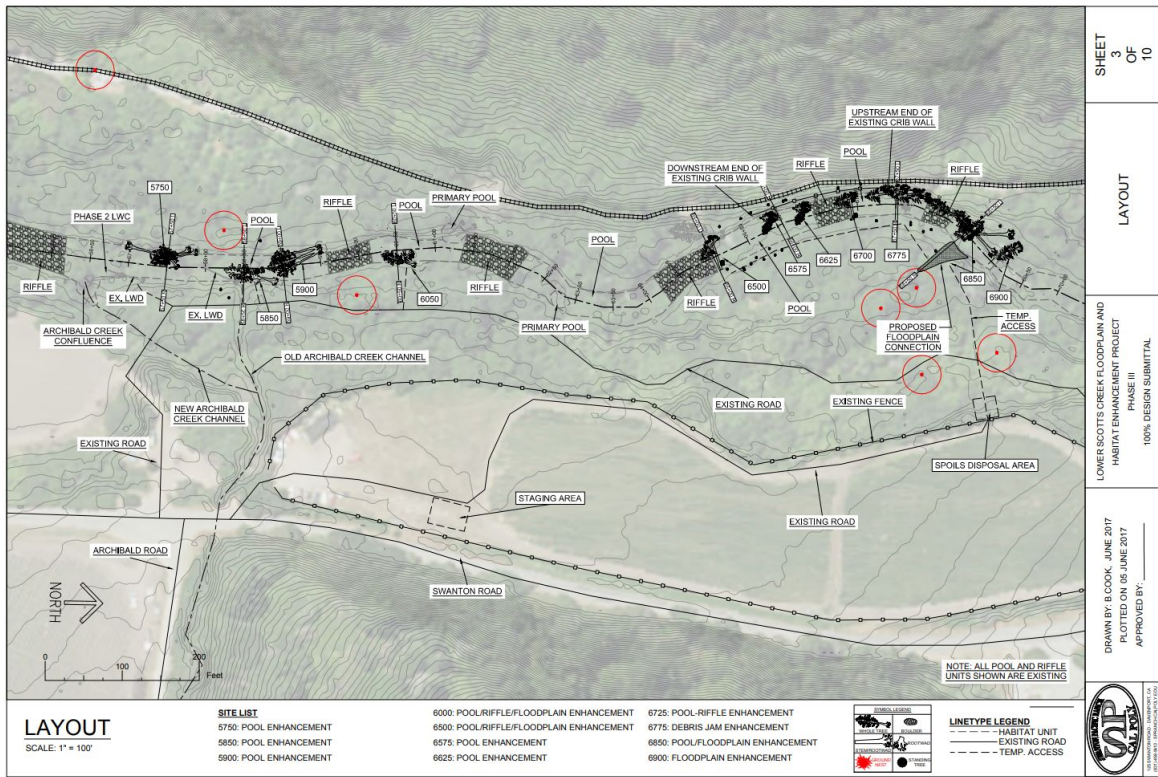 UPSTREAM END OF
EXISTING CRIB WALL
POOL
RIFFLE
RIFFLE
DOWNSTREAM END OF
EXISTING CRIB WALL
5750
PHASE 2 LWC
POOL
RIFFLE
POOL
PRIMARY POOL
POOL
RIFFLE
EX, LWD
EX, LWD
5850
5900
6050
RIFFLE
PRIMARY POOL
RIFFLE
6500
6575
6625
6700
6775
6850
6900
POOL
ARCHIBALD CREEK
CONFLUENCE
OLD ARCHIBALD CREEK CHANNEL
PROPOSED
FLOODPLAIN
CONNECTION
TEMP.
ACCESS
NEW ARCHIBALD
CREEK CHANNEL
EXISTING ROAD
EXISTING FENCE
EXISTING ROAD
SPOILS DISPOSAL AREA
STAGING AREA
EXISTING ROAD
ARCHIBALD ROAD
SWANTON ROAD
NORTH
0 100 200
Feet
NOTE: ALL POOL AND RIFFLE
UNITS SHOWN ARE EXISTING
LAYOUT
SCALE: 1" = 100'
SITE LIST
5750: POOL ENHANCEMENT
5850: POOL ENHANCEMENT
5900: POOL ENHANCEMENT
6000: POOL/RIFFLE/FLOODPLAIN ENHANCEMENT
6500: POOL/RIFFLE/FLOODPLAIN ENHANCEMENT
6575: POOL ENHANCEMENT
6625: POOL ENHANCEMENT
6725: POOL-RIFFLE ENHANCEMENT
6775: DEBRIS JAM ENHANCEMENT
6850: POOL/FLOODPLAIN ENHANCEMENT
6900: FLOODPLAIN ENHANCEMENT
SYMBOL LEGEND
WHOLE TREE
BOULDER
STEM/ROOTWAD
ROOTWAD
STANDING
TREE
LINETYPE LEGEND
HABITAT UNIT
EXISTING ROAD
TEMP. ACCESS
SHEET
3
OF
10
LAYOUT
LOWER SCOTTS CREEK FLOODPLAIN AND
HABITAT ENHANCEMENT PROJECT
PHASE III
100% DESIGN SUBMITTAL
DRAWN BY: B.COOK, JUNE 2017
PLOTTED ON 05 JUNE 2017
APPROVED BY:
CAL POLY